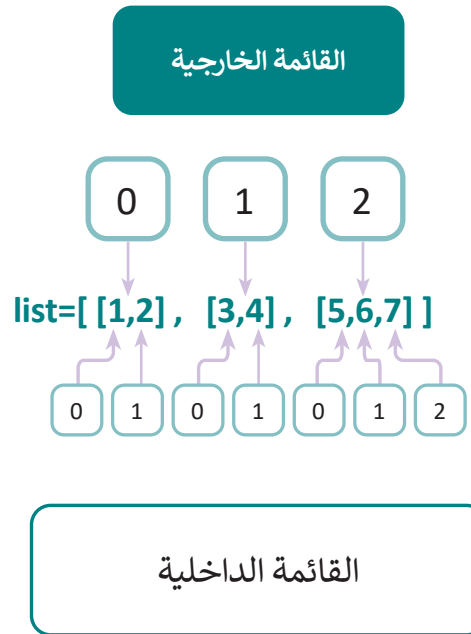 القائمة الخارجية
0 1 2
list=[ [1,2] , [3,4] , [5,6,7] ]
0 1 0 1 0 1 2
القائمة الداخلية